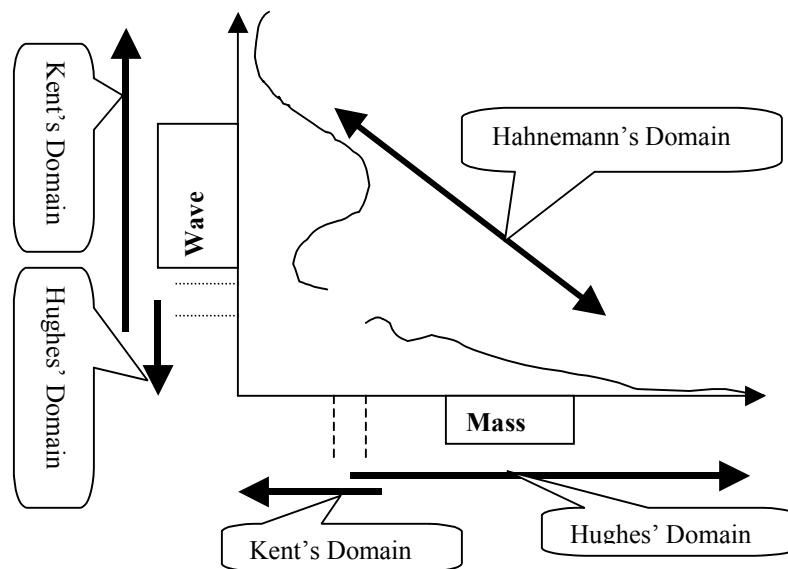 Kent's Domain
Hughes' Domain
Wave
Hahnemann's Domain
Mass
Kent's Domain
Hughes' Domain